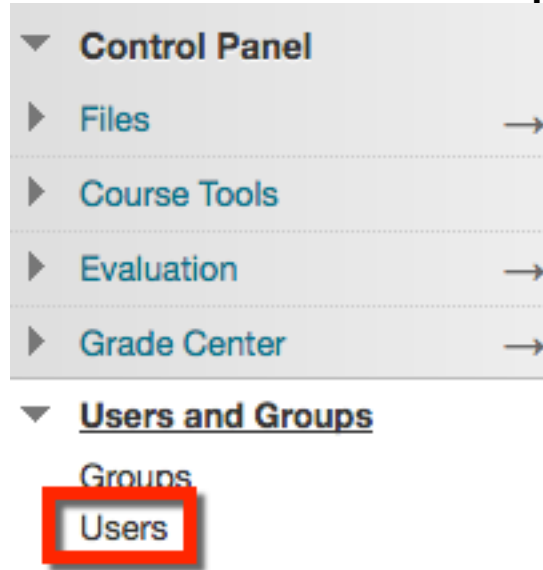 Control Panel
Files
Course Tools
Evaluation
Grade Center
Users and Groups
Groups
Users